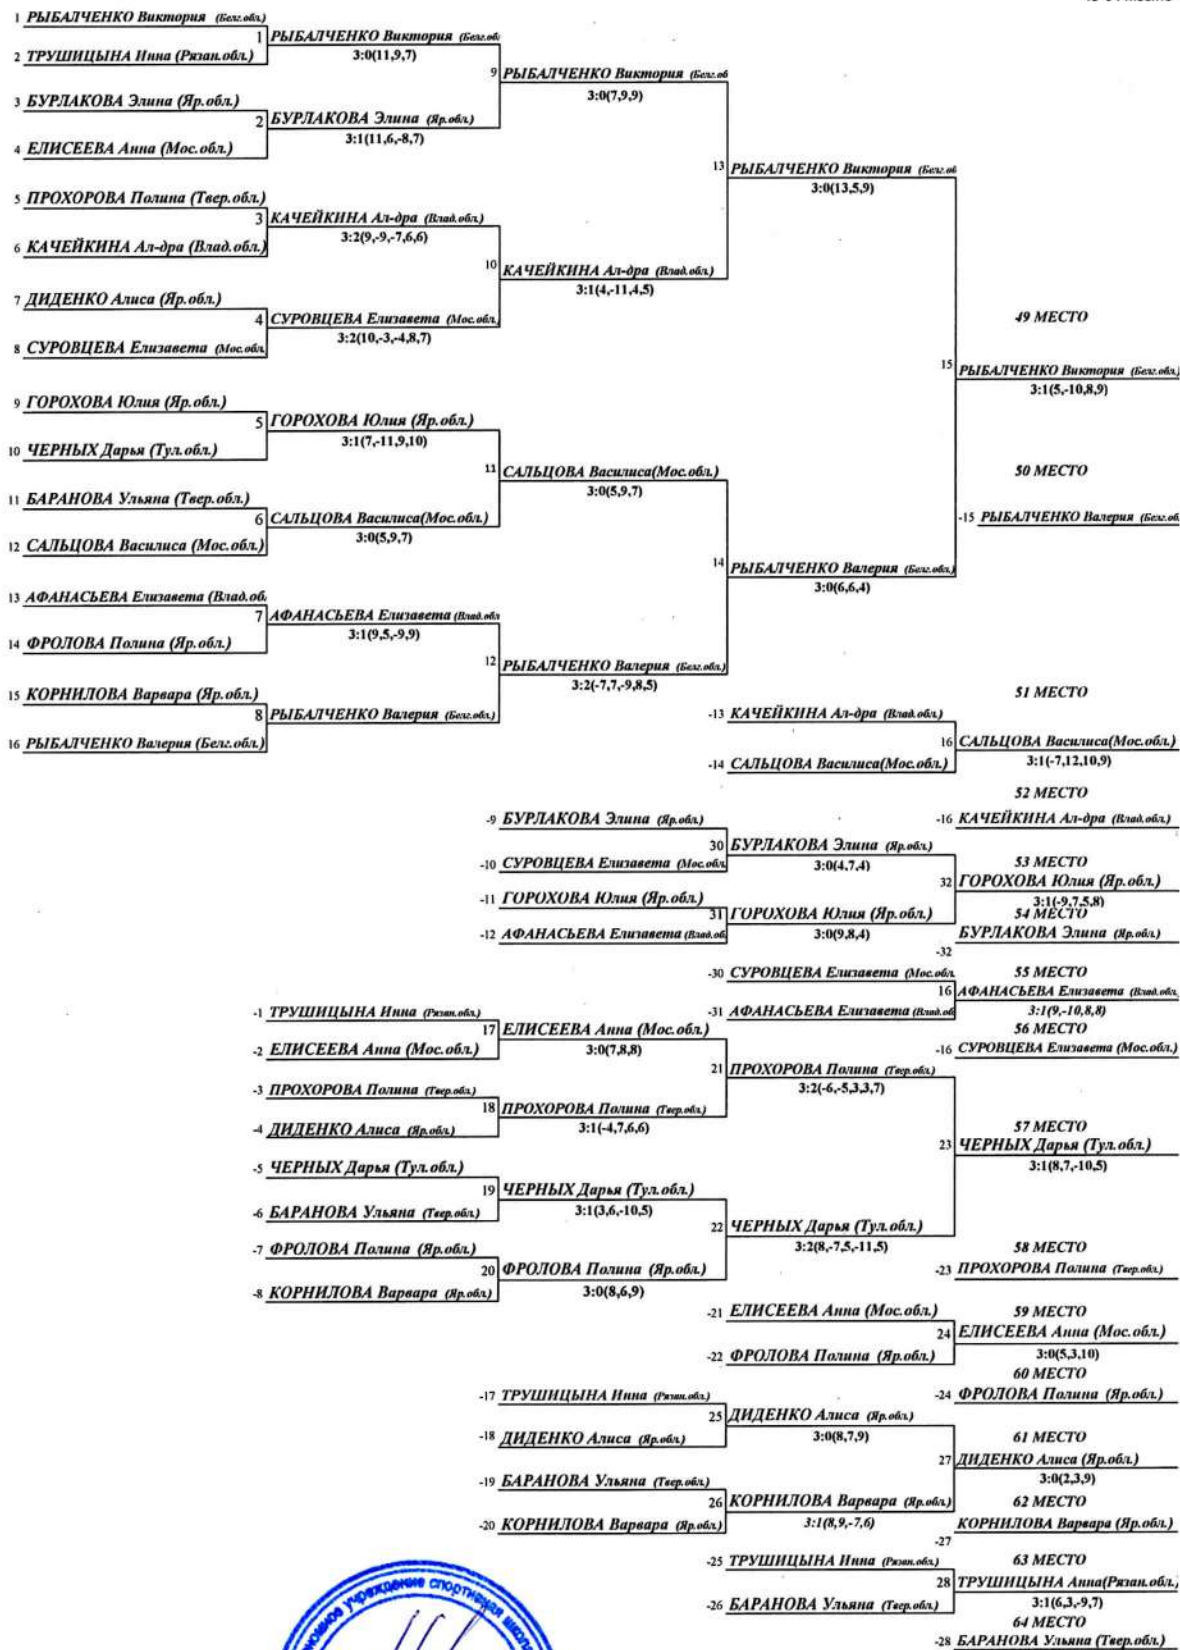 1 РЫБАЛЧЕНКО Виктория (Белг.обл.)
1 РЫБАЛЧЕНКО Виктория (Белг.об
2 ТРУШИЦЫНА Инна (Рязан.обл.)
3:0(11,9,7)
9 РЫБАЛЧЕНКО Виктория (Белг.об
3:0(7,9,9)
3 БУРЛАКОВА Элина (Яр.обл.)
2 БУРЛАКОВА Элина (Яр.обл.)
3:1(11,6,-8,7)
4 ЕЛИСЕЕВА Анна (Мос.обл.)
13 РЫБАЛЧЕНКО Виктория (Белг.об
3:0(13,5,9)
5 ПРОХОРОВА Полина (Твер.обл.)
3 КАЧЕЙКИНА Ал-дра (Влад.обл.)
3:2(9,-9,-7,6,6)
6 КАЧЕЙКИНА Ал-дра (Влад.обл.)
10 КАЧЕЙКИНА Ал-дра (Влад.обл.)
3:1(4,-11,4,5)
7 ДИДЕНКО Алиса (Яр.обл.)
4 СУРОВЦЕВА Елизавета (Мос.обл.
3:2(10,-3,-4,8,7)
8 СУРОВЦЕВА Елизавета (Мос.обл
49 МЕСТО
15 РЫБАЛЧЕНКО Виктория (Белг.обл.)
3:1(5,-10,8,9)
9 ГОРОХОВА Юлия (Яр.обл.)
5 ГОРОХОВА Юлия (Яр.обл.)
3:1(7,-11,9,10)
10 ЧЕРНЫХ Дарья (Тул.обл.)
11 САЛЬЦОВА Василиса(Мос.обл.)
3:0(5,9,7)
50 МЕСТО
11 БАРАНОВА Ульяна (Твер.обл.)
6 САЛЬЦОВА Василиса(Мос.обл.)
3:0(5,9,7)
-15 РЫБАЛЧЕНКО Валерия (Белг.об
12 САЛЬЦОВА Василиса (Мос.обл.)
14 РЫБАЛЧЕНКО Валерия (Белг.обл.)
3:0(6,6,4)
13 АФАНАСЬЕВА Елизавета (Влад.об
7 АФАНАСЬЕВА Елизавета (Влад.обл
3:1(9,5,-9,9)
14 ФРОЛОВА Полина (Яр.обл.)
12 РЫБАЛЧЕНКО Валерия (Белг.обл.)
3:2(-7,7,-9,8,5)
15 КОРНИЛОВА Варвара (Яр.обл.)
8 РЫБАЛЧЕНКО Валерия (Белг.обл.)
16 РЫБАЛЧЕНКО Валерия (Белг.обл.)
51 МЕСТО
-13 КАЧЕЙКИНА Ал-дра (Влад.обл.)
16 САЛЬЦОВА Василиса(Мос.обл.)
3:1(-7,12,10,9)
-14 САЛЬЦОВА Василиса(Мос.обл.)
52 МЕСТО
-9 БУРЛАКОВА Элина (Яр.обл.)
-16 КАЧЕЙКИНА Ал-дра (Влад.обл.)
30 БУРЛАКОВА Элина (Яр.обл.)
3:0(4,7,4)
-10 СУРОВЦЕВА Елизавета (Мос.обл
53 МЕСТО
32 ГОРОХОВА Юлия (Яр.обл.)
3:1(-9,7,5,8)
-11 ГОРОХОВА Юлия (Яр.обл.)
31 ГОРОХОВА Юлия (Яр.обл.)
3:0(9,8,4)
54 МЕСТО
-12 АФАНАСЬЕВА Елизавета (Влад.об
БУРЛАКОВА Элина (Яр.обл.)
-32
-30 СУРОВЦЕВА Елизавета (Мос.обл
55 МЕСТО
16 АФАНАСЬЕВА Елизавета (Влад.обл.
3:1(9,-10,8,8)
-31 АФАНАСЬЕВА Елизавета (Влад.об
-1 ТРУШИЦЫНА Инна (Рязан.обл.)
17 ЕЛИСЕЕВА Анна (Мос.обл.)
3:0(7,8,8)
56 МЕСТО
-2 ЕЛИСЕЕВА Анна (Мос.обл.)
-16 СУРОВЦЕВА Елизавета (Мос.обл.)
21 ПРОХОРОВА Полина (Твер.обл.)
3:2(-6,-5,3,3,7)
-3 ПРОХОРОВА Полина (Твер.обл.)
18 ПРОХОРОВА Полина (Твер.обл.)
3:1(-4,7,6,6)
-4 ДИДЕНКО Алиса (Яр.обл.)
57 МЕСТО
23 ЧЕРНЫХ Дарья (Тул.обл.)
3:1(8,7,-10,5)
-5 ЧЕРНЫХ Дарья (Тул.обл.)
19 ЧЕРНЫХ Дарья (Тул.обл.)
3:1(3,6,-10,5)
-6 БАРАНОВА Ульяна (Твер.обл.)
22 ЧЕРНЫХ Дарья (Тул.обл.)
3:2(8,-7,5,-11,5)
-7 ФРОЛОВА Полина (Яр.обл.)
58 МЕСТО
20 ФРОЛОВА Полина (Яр.обл.)
3:0(8,6,9)
-23 ПРОХОРОВА Полина (Твер.обл.)
-8 КОРНИЛОВА Варвара (Яр.обл.)
-21 ЕЛИСЕЕВА Анна (Мос.обл.)
59 МЕСТО
24 ЕЛИСЕЕВА Анна (Мос.обл.)
3:0(5,3,10)
-22 ФРОЛОВА Полина (Яр.обл.)
60 МЕСТО
-17 ТРУШИЦЫНА Инна (Рязан.обл.)
-24 ФРОЛОВА Полина (Яр.обл.)
25 ДИДЕНКО Алиса (Яр.обл.)
3:0(8,7,9)
-18 ДИДЕНКО Алиса (Яр.обл.)
61 МЕСТО
27 ДИДЕНКО Алиса (Яр.обл.)
3:0(2,3,9)
-19 БАРАНОВА Ульяна (Твер.обл.)
26 КОРНИЛОВА Варвара (Яр.обл.)
3:1(8,9,-7,6)
62 МЕСТО
-20 КОРНИЛОВА Варвара (Яр.обл.)
КОРНИЛОВА Варвара (Яр.обл.)
-27
-25 ТРУШИЦЫНА Инна (Рязан.обл.)
63 МЕСТО
28 ТРУШИЦЫНА Анна(Рязан.обл.)
3:1(6,3,-9,7)
-26 БАРАНОВА Ульяна (Твер.обл.)
64 МЕСТО
-28 БАРАНОВА Ульяна (Твер.обл.)
учреждение спортивная школа